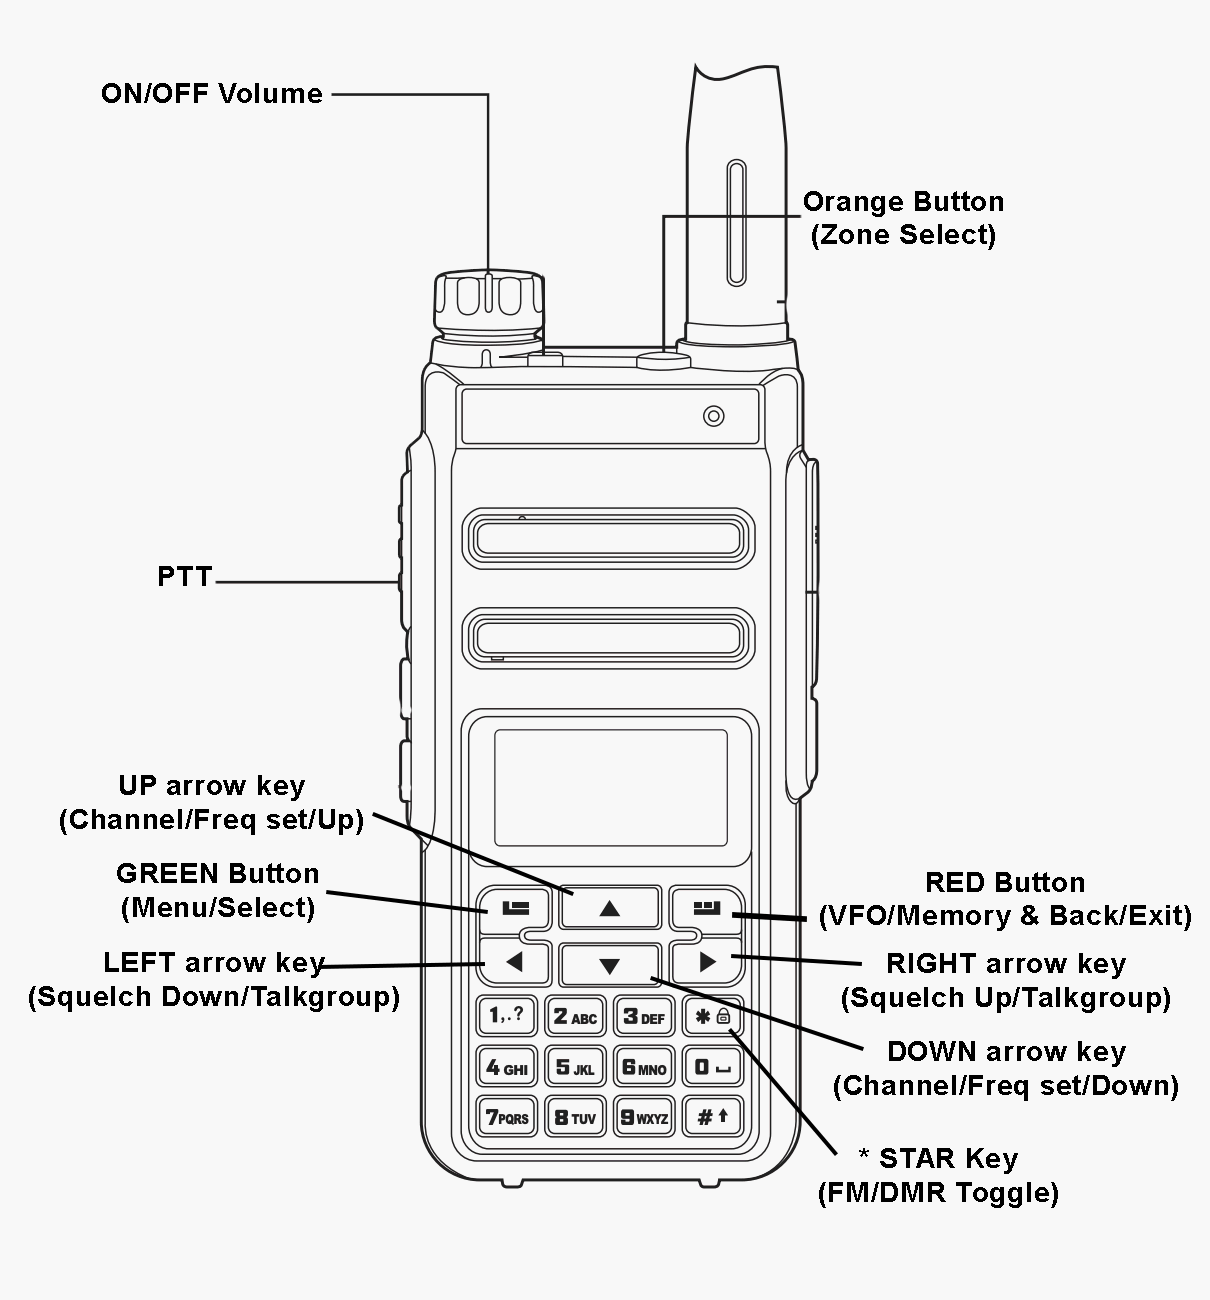 ON/OFF Volume
Orange Button
(Zone Select)
PTT
UP arrow key
(Channel/Freq set/Up)
GREEN Button
(Menu/Select)
RED Button
(VFO/Memory & Back/Exit)
LEFT arrow key
(Squelch Down/Talkgroup)
RIGHT arrow key
(Squelch Up/Talkgroup)
1,.? 2 ABC 3 DEF *
DOWN arrow key
(Channel/Freq set/Down)
4 GHI 5 JKL 6 MNO 0
7 PQRS 8 TUV 9 WXYZ #
* STAR Key
(FM/DMR Toggle)